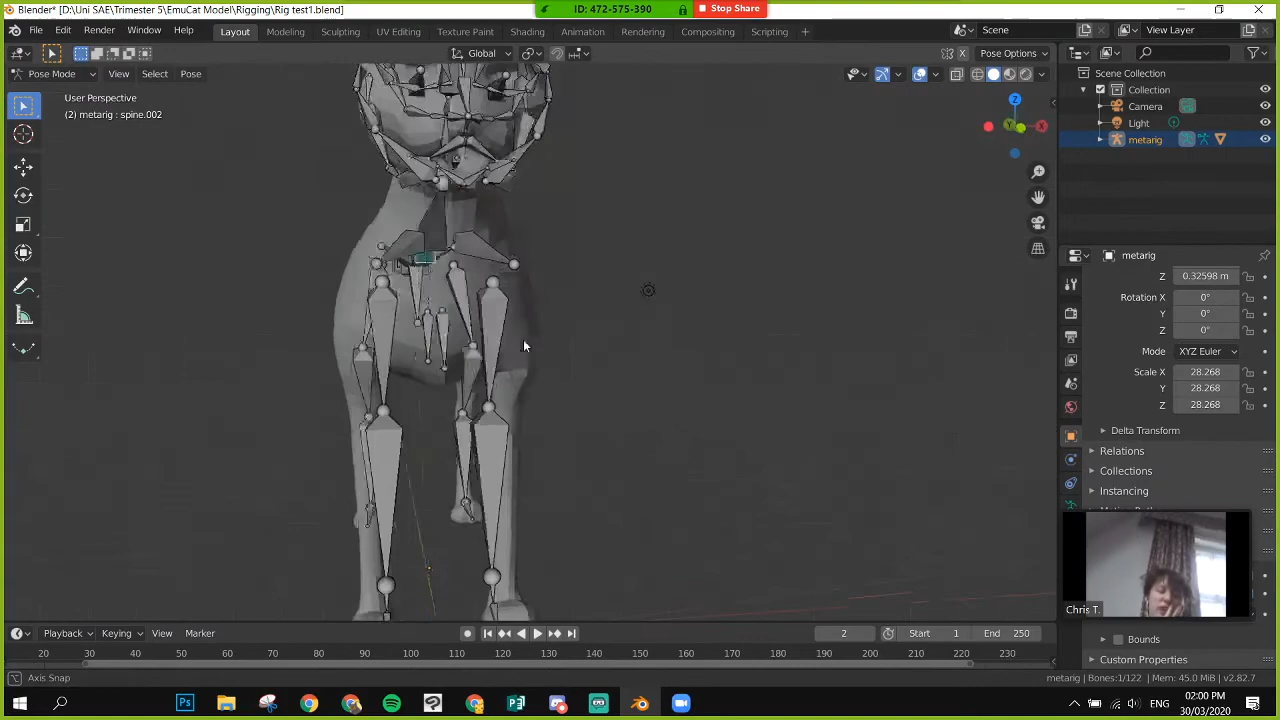 Blender* [D:\Uni SAE\Trimester 5\EmuCat Model\Rigging\Rig test1.blend]
ID: 472-575-390
Stop Share
File Edit Render Window Help
Layout Modeling Sculpting UV Editing Texture Paint Shading Animation Rendering Compositing Scripting +
Scene
View Layer
Global
Pose Options
Pose Mode View Select Pose
User Perspective
(2) metarig : spine.002
Z
Y
X
Scene Collection
Collection
Camera
Light
metarig
metarig
Z 0.32598 m
Rotation X 0°
Y 0°
Z 0°
Mode XYZ Euler
Scale X 28.268
Y 28.268
Z 28.268
Delta Transform
Relations
Collections
Instancing
Chris T.
Bounds
Custom Properties
Playback Keying View Marker
2
Start 1
End 250
20 30 40 50 60 70 80 90 100 110 120 130 140 150 160 170 180 190 200 210 220 230
Axis Snap
metarig | Bones:1/122 | Mem: 45.0 MiB | v2.82.7
Ps
ENG
02:00 PM
30/03/2020